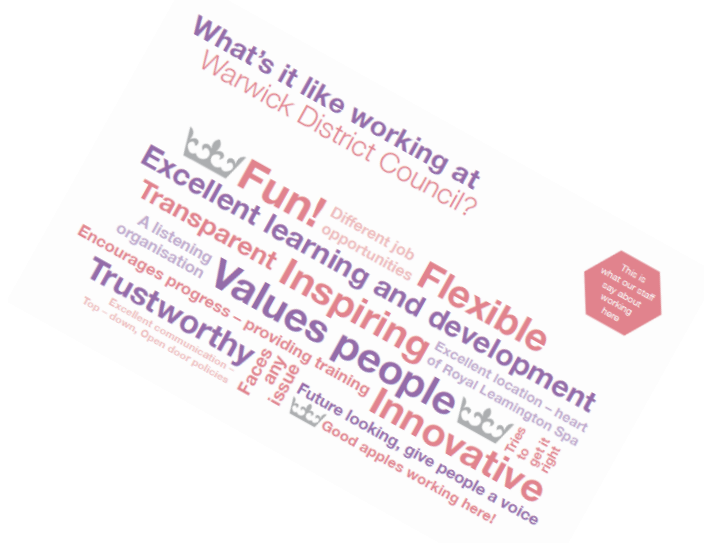 What's it like working at
Warwick District Council?
Fun!
Different job
opportunities
Flexible
Excellent learning and development
Transparent
Inspiring
Excellent location – heart
of Royal Leamington Spa
A listening
organisation
Values people
Encourages progress – providing training
Innovative
Tries
to
get it
right
Trustworthy
Excellent communication –
Top – down, Open door policies
Faces
any
issue
Future looking, give people a voice
Good apples working here!
This is
what our staff
say about
working
here